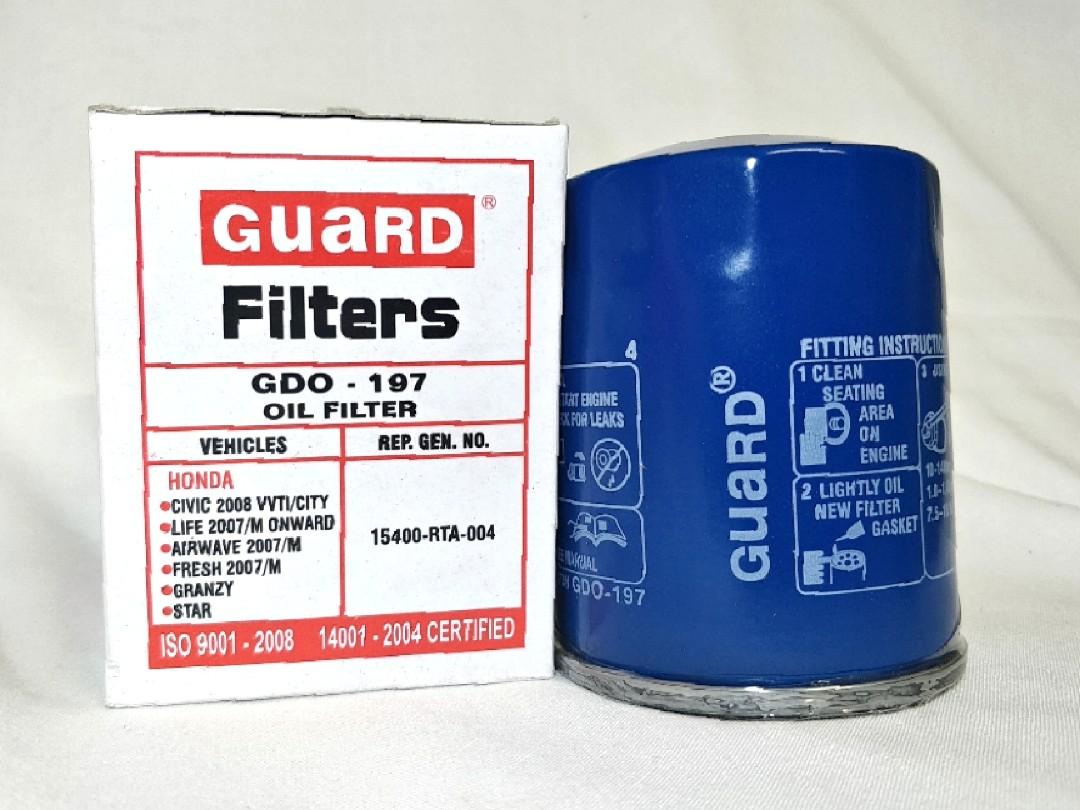 GUaRD ®
Filters
GDO - 197
OIL FILTER
VEHICLES
REP. GEN. NO.
HONDA
•CIVIC 2008 VVTI/CITY
•LIFE 2007/M ONWARD
•AIRWAVE 2007/M
•FRESH 2007/M
•GRANZY
•STAR
15400-RTA-004
ISO 9001 - 2008 14001 - 2004 CERTIFIED
4
ENGINE
FOR LEAKS
GDO-197
GUaRD®
FITTING
1 CLEAN
SEATING
AREA
ON
ENGINE
2 LIGHTLY OIL
NEW FILTER
GASKET
3